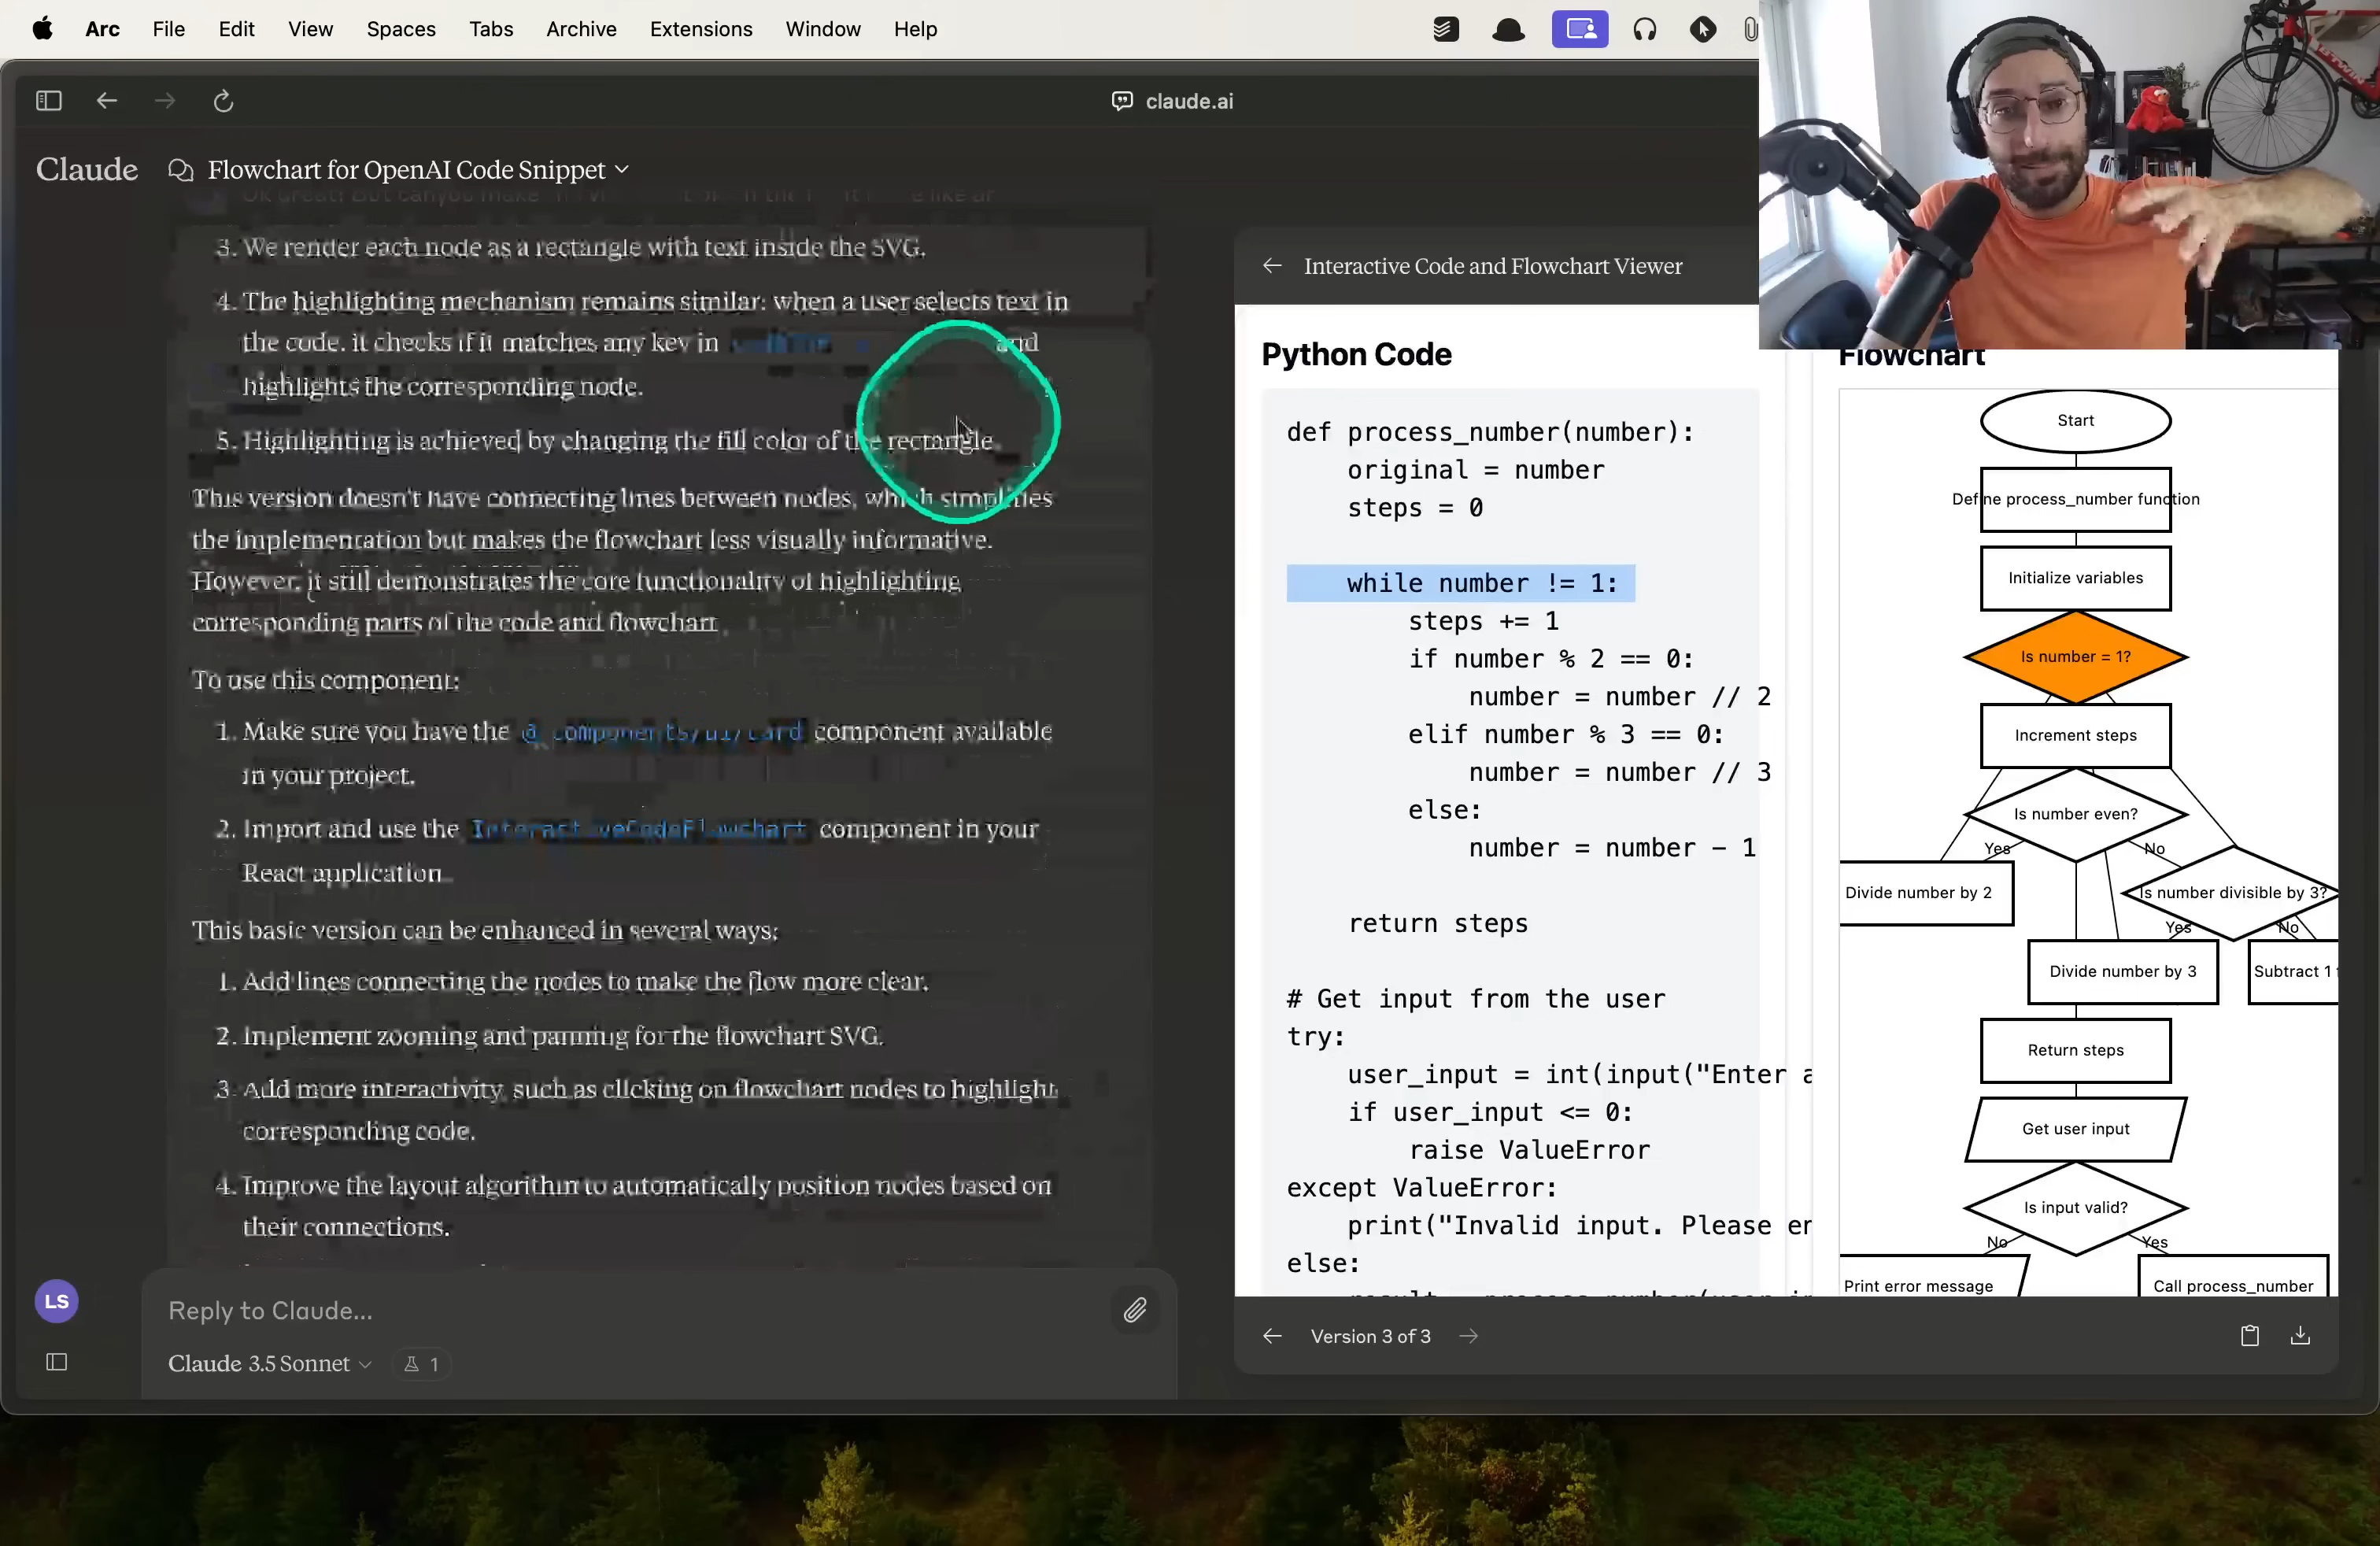 Arc File Edit View Spaces Tabs Archive Extensions Window Help
claude.ai
Claude
Flowchart for OpenAI Code Snippet
3. We render each node as a rectangle with text inside the SVG.
4. The highlighting mechanism remains similar: when a user selects text in
the code, it checks if it matches any key in
and
highlights the corresponding node.
5. Highlighting is achieved by changing the fill color of the rectangle.
This version doesn't have connecting lines between nodes, which simplifies
the implementation but makes the flowchart less visually informative.
However, it still demonstrates the core functionality of highlighting
corresponding parts of the code and flowchart
To use this component:
1. Make sure you have the @components/ui/card component available
in your project.
2. Import and use the InteractiveCodeFlowchart component in your
React application.
This basic version can be enhanced in several ways:
1. Add lines connecting the nodes to make the flow more clear.
2. Implement zooming and panning for the flowchart SVG.
3. Add more interactivity, such as clicking on flowchart nodes to highlight
corresponding code.
4. Improve the layout algorithm to automatically position nodes based on
their connections.
LS
Reply to Claude...
Claude 3.5 Sonnet
1
Interactive Code and Flowchart Viewer
Python Code
def process_number(number):
original = number
steps = 0
while number != 1:
steps += 1
if number % 2 == 0:
number = number // 2
elif number % 3 == 0:
number = number // 3
else:
number = number - 1
return steps
# Get input from the user
try:
user_input = int(input("Enter a
if user_input <= 0:
raise ValueError
except ValueError:
print("Invalid input. Please en
else:
Flowchart
Start
Define process_number function
Initialize variables
Is number = 1?
Increment steps
Is number even?
Yes
No
Divide number by 2
Is number divisible by 3?
Yes
No
Divide number by 3
Subtract 1
Return steps
Get user input
Is input valid?
No
Yes
Print error message
Call process_number
Version 3 of 3